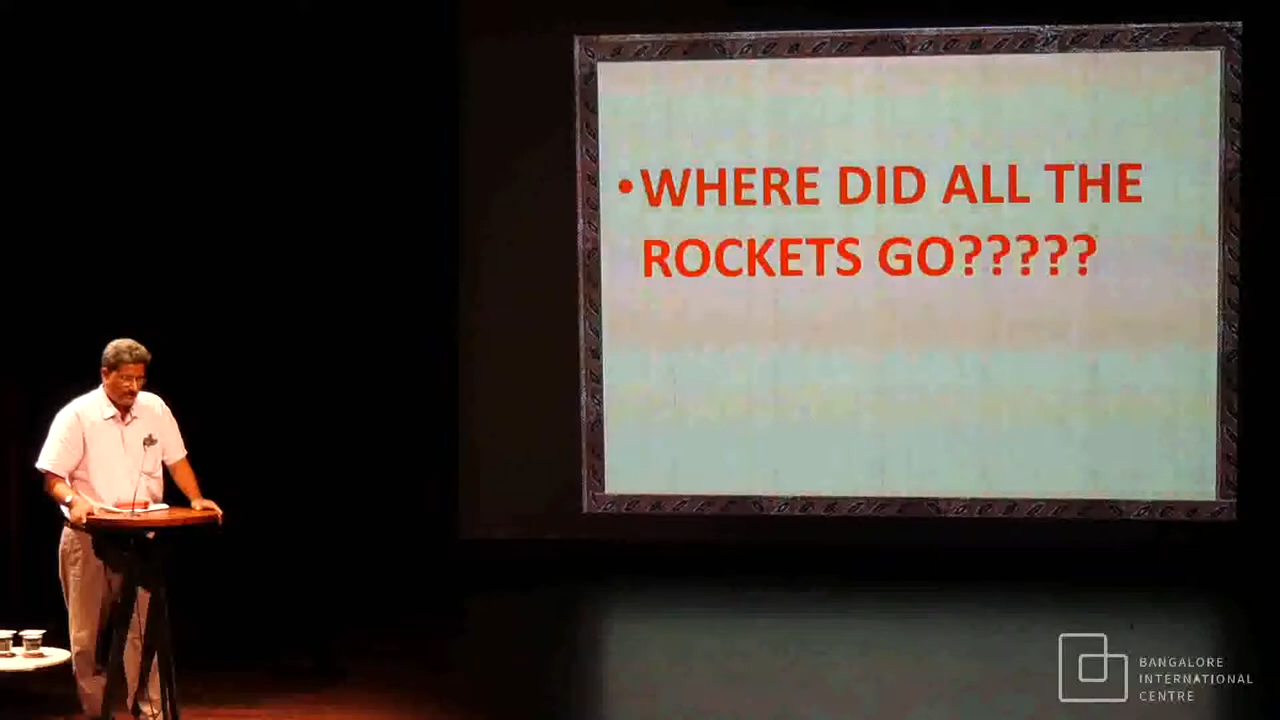 •WHERE DID ALL THE
ROCKETS GO?????
BANGALORE
INTERNATIONAL
CENTRE